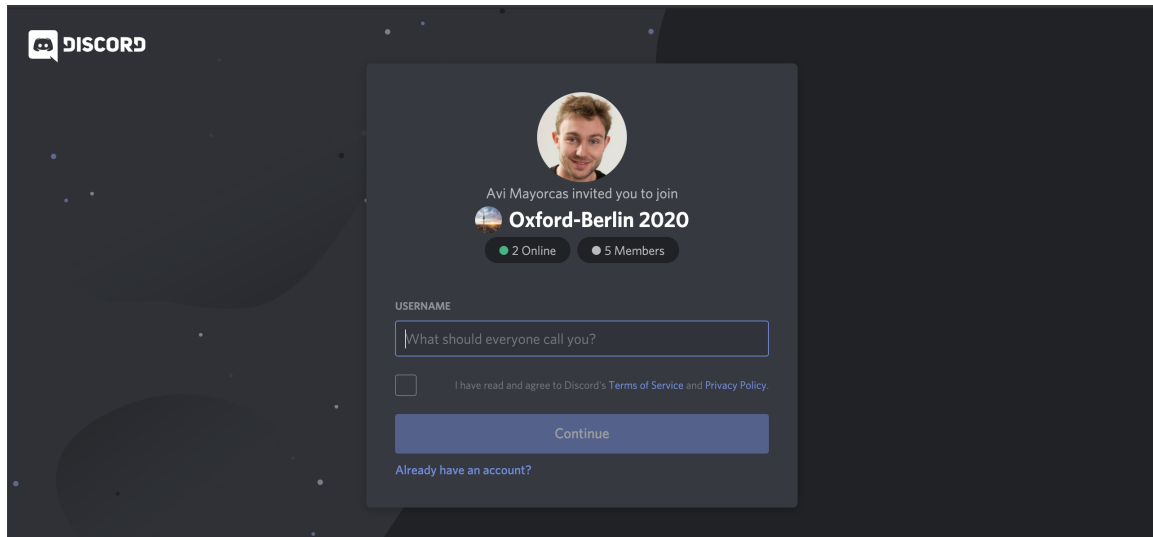 DISCORD
Avi Mayorcas invited you to join
Oxford-Berlin 2020
2 Online 5 Members
USERNAME
What should everyone call you?
I have read and agree to Discord's Terms of Service and Privacy Policy.
Continue
Already have an account?